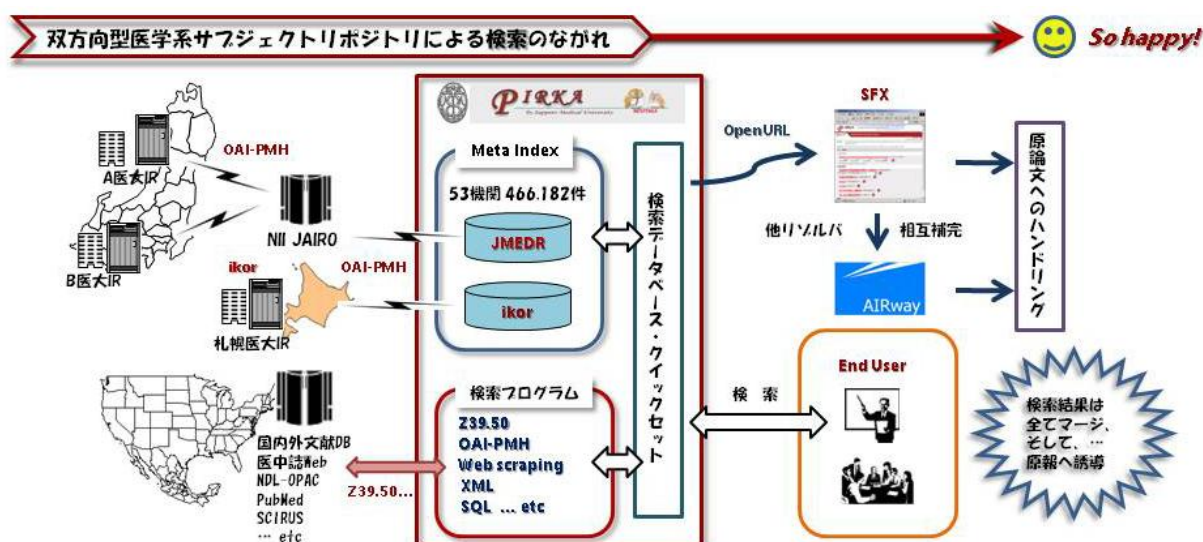 双方向型医学系サブジェクトリポジトリによる検索のながれ
So happy!
A医大IR
OAI-PMH
B医大IR
NII JAIRO
ikor
OAI-PMH
札幌医大IR
国内外文献DB
医中誌Web
NDL-OPAC
PubMed
SCIRUS
… etc
Z39.50…
PIRKA
By Sapporo Medical University
Meta Index
53機関 466.182件
JMEDR
ikor
検索プログラム
Z39.50
OAI-PMH
Web scraping
XML
SQL … etc
検索データベース・クイックセット
OpenURL
SFX
他リゾルバ
相互補完
AIRway
原論文へのハンドリング
検 索
End User
検索結果は
全てマージ、
そして、…
原報へ誘導